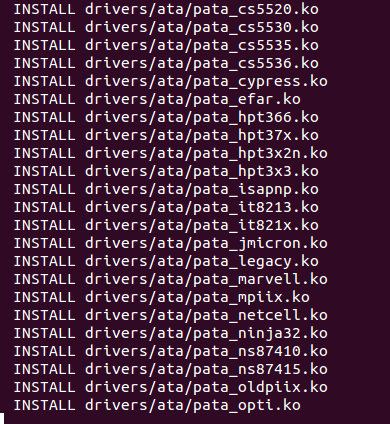 INSTALL drivers/ata/pata_cs5520.ko
INSTALL drivers/ata/pata_cs5530.ko
INSTALL drivers/ata/pata_cs5535.ko
INSTALL drivers/ata/pata_cs5536.ko
INSTALL drivers/ata/pata_cypress.ko
INSTALL drivers/ata/pata_efar.ko
INSTALL drivers/ata/pata_hpt366.ko
INSTALL drivers/ata/pata_hpt37x.ko
INSTALL drivers/ata/pata_hpt3x2n.ko
INSTALL drivers/ata/pata_hpt3x3.ko
INSTALL drivers/ata/pata_isapnp.ko
INSTALL drivers/ata/pata_it8213.ko
INSTALL drivers/ata/pata_it821x.ko
INSTALL drivers/ata/pata_jmicron.ko
INSTALL drivers/ata/pata_legacy.ko
INSTALL drivers/ata/pata_marvell.ko
INSTALL drivers/ata/pata_mpiix.ko
INSTALL drivers/ata/pata_netcell.ko
INSTALL drivers/ata/pata_ninja32.ko
INSTALL drivers/ata/pata_ns87410.ko
INSTALL drivers/ata/pata_ns87415.ko
INSTALL drivers/ata/pata_oldpiix.ko
INSTALL drivers/ata/pata_opti.ko